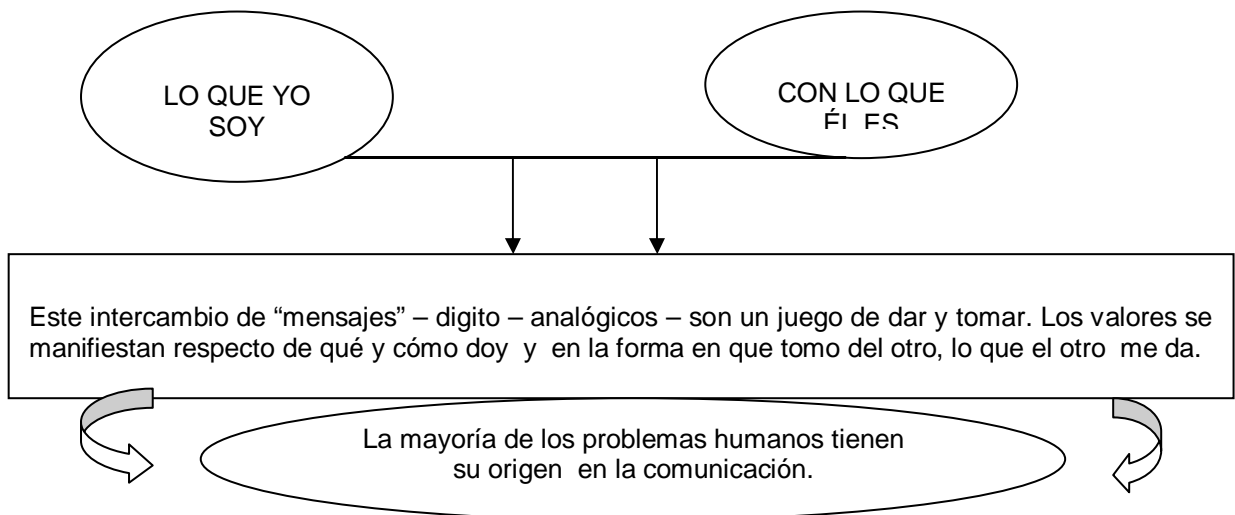 LO QUE YO
SOY
CON LO QUE
ÉL ES
Este intercambio de “mensajes” – digito – analógicos – son un juego de dar y tomar. Los valores se
manifiestan respecto de qué y cómo doy y en la forma en que tomo del otro, lo que el otro me da.
La mayoría de los problemas humanos tienen
su origen en la comunicación.